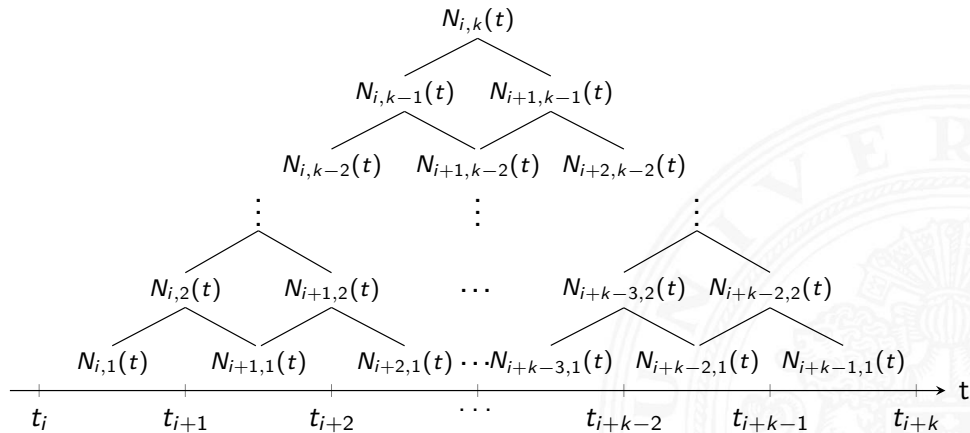 N_{i,k}(t)
N_{i,k−1}(t) N_{i+1,k−1}(t)
N_{i,k−2}(t) N_{i+1,k−2}(t) N_{i+2,k−2}(t)
⋮ ⋮ ⋮
N_{i,2}(t) N_{i+1,2}(t) ⋯ N_{i+k−3,2}(t) N_{i+k−2,2}(t)
N_{i,1}(t) N_{i+1,1}(t) N_{i+2,1}(t) ⋯ N_{i+k−3,1}(t) N_{i+k−2,1}(t) N_{i+k−1,1}(t)
t
t_i t_{i+1} t_{i+2} ⋯ t_{i+k−2} t_{i+k−1} t_{i+k}
UNIVER